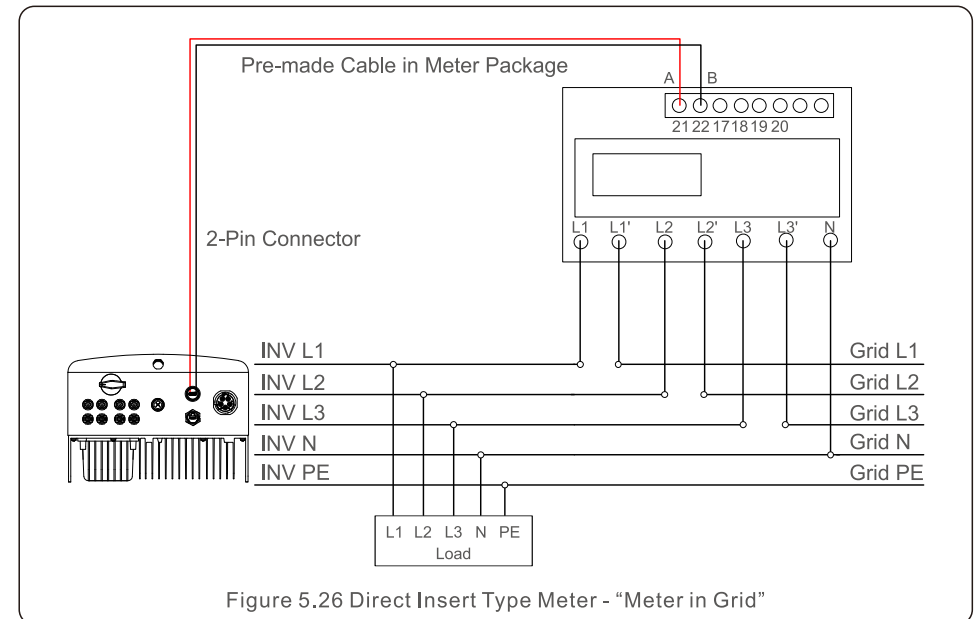 Pre-made Cable in Meter Package
A B
21 22 17 18 19 20
2-Pin Connector
L1 L1' L2 L2' L3 L3' N
INV L1 Grid L1
INV L2 Grid L2
INV L3 Grid L3
INV N Grid N
INV PE Grid PE
L1 L2 L3 N PE
Load
Figure 5.26 Direct Insert Type Meter - “Meter in Grid”